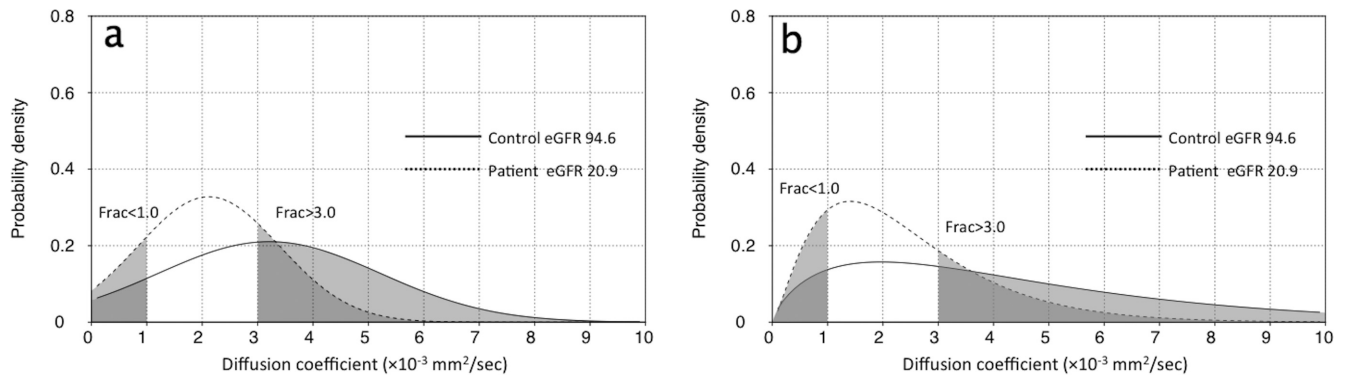 a
0.8
0.6
0.4
0.2
0
Probability density
Control eGFR 94.6
Patient eGFR 20.9
Frac<1.0
Frac>3.0
0 1 2 3 4 5 6 7 8 9 10
Diffusion coefficient (×10⁻³ mm²/sec)
b
0.8
0.6
0.4
0.2
0
Probability density
Control eGFR 94.6
Patient eGFR 20.9
Frac<1.0
Frac>3.0
0 1 2 3 4 5 6 7 8 9 10
Diffusion coefficient (×10⁻³ mm²/sec)